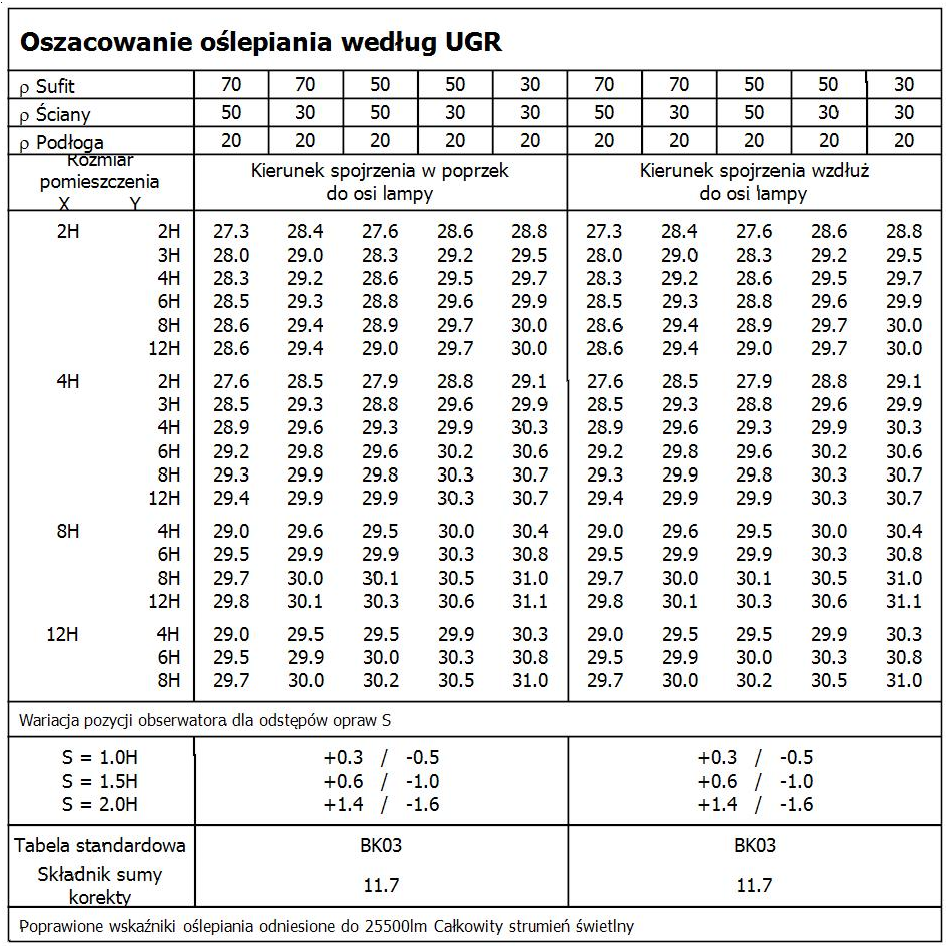 Oszacowanie oślepiania według UGR
ρ Sufit 70 70 50 50 30 70 70 50 50 30
ρ Ściany 50 30 50 30 30 50 30 50 30 30
ρ Podłoga 20 20 20 20 20 20 20 20 20 20
Rozmiar
pomieszczenia
X Y
Kierunek spojrzenia w poprzek
do osi lampy
Kierunek spojrzenia wzdłuż
do osi lampy
2H 2H 27.3 28.4 27.6 28.6 28.8 27.3 28.4 27.6 28.6 28.8
3H 28.0 29.0 28.3 29.2 29.5 28.0 29.0 28.3 29.2 29.5
4H 28.3 29.2 28.6 29.5 29.7 28.3 29.2 28.6 29.5 29.7
6H 28.5 29.3 28.8 29.6 29.9 28.5 29.3 28.8 29.6 29.9
8H 28.6 29.4 28.9 29.7 30.0 28.6 29.4 28.9 29.7 30.0
12H 28.6 29.4 29.0 29.7 30.0 28.6 29.4 29.0 29.7 30.0
4H 2H 27.6 28.5 27.9 28.8 29.1 27.6 28.5 27.9 28.8 29.1
3H 28.5 29.3 28.8 29.6 29.9 28.5 29.3 28.8 29.6 29.9
4H 28.9 29.6 29.3 29.9 30.3 28.9 29.6 29.3 29.9 30.3
6H 29.2 29.8 29.6 30.2 30.6 29.2 29.8 29.6 30.2 30.6
8H 29.3 29.9 29.8 30.3 30.7 29.3 29.9 29.8 30.3 30.7
12H 29.4 29.9 29.9 30.3 30.7 29.4 29.9 29.9 30.3 30.7
8H 4H 29.0 29.6 29.5 30.0 30.4 29.0 29.6 29.5 30.0 30.4
6H 29.5 29.9 29.9 30.3 30.8 29.5 29.9 29.9 30.3 30.8
8H 29.7 30.0 30.1 30.5 31.0 29.7 30.0 30.1 30.5 31.0
12H 29.8 30.1 30.3 30.6 31.1 29.8 30.1 30.3 30.6 31.1
12H 4H 29.0 29.5 29.5 29.9 30.3 29.0 29.5 29.5 29.9 30.3
6H 29.5 29.9 30.0 30.3 30.8 29.5 29.9 30.0 30.3 30.8
8H 29.7 30.0 30.2 30.5 31.0 29.7 30.0 30.2 30.5 31.0
Wariacja pozycji obserwatora dla odstępów opraw S
S = 1.0H +0.3 / -0.5 +0.3 / -0.5
S = 1.5H +0.6 / -1.0 +0.6 / -1.0
S = 2.0H +1.4 / -1.6 +1.4 / -1.6
Tabela standardowa BK03 BK03
Składnik sumy
korekty
11.7 11.7
Poprawione wskaźniki oślepiania odniesione do 25500lm Całkowity strumień świetlny